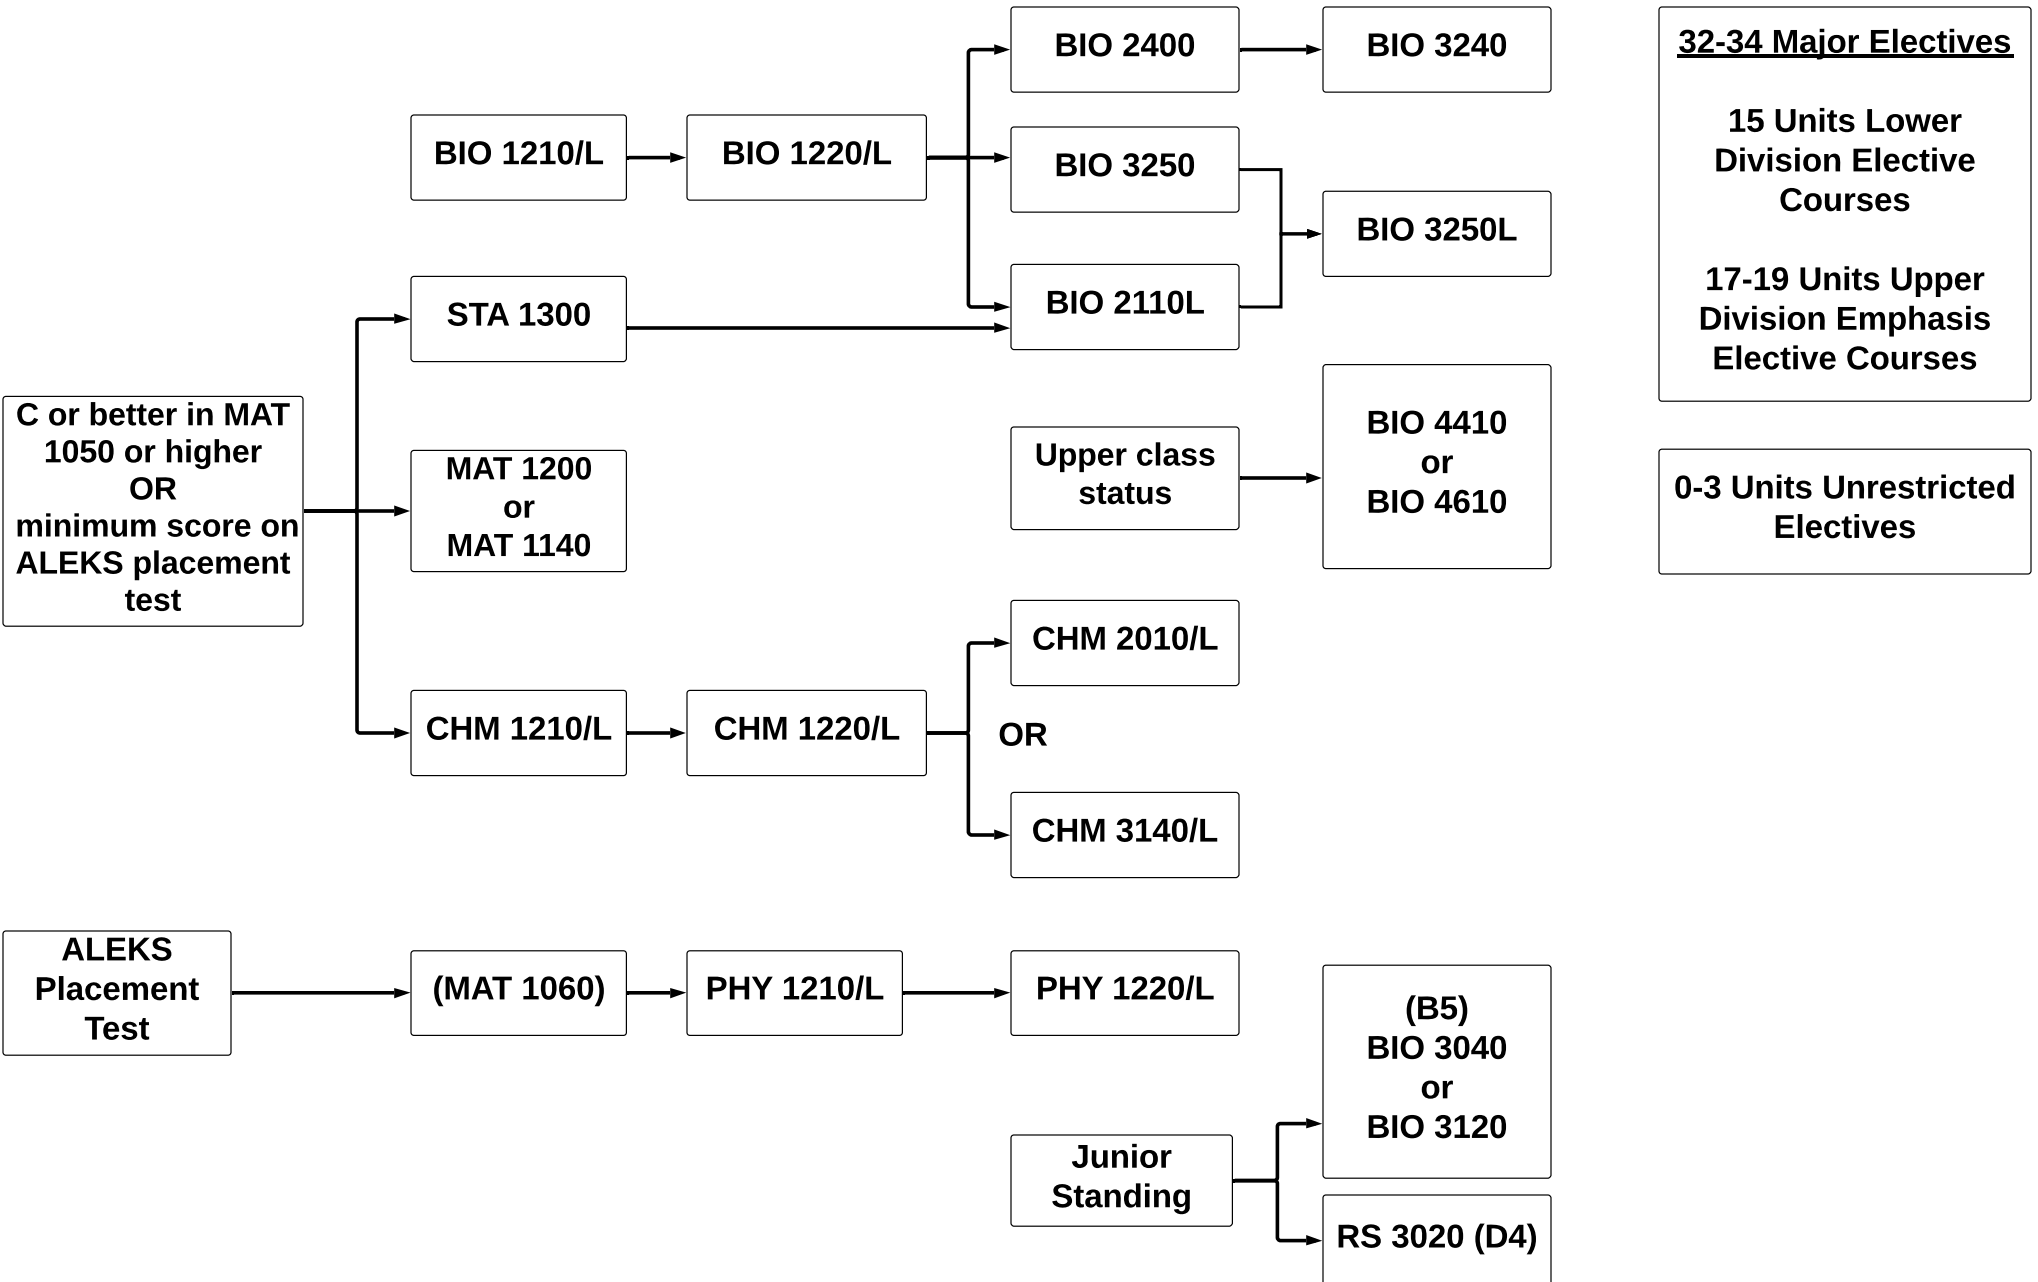 BIO 2400
BIO 3240
32-34 Major Electives
15 Units Lower
Division Elective
Courses
17-19 Units Upper
Division Emphasis
Elective Courses
BIO 1210/L
BIO 1220/L
BIO 3250
BIO 3250L
STA 1300
BIO 2110L
C or better in MAT
1050 or higher
OR
minimum score on
ALEKS placement
test
MAT 1200
or
MAT 1140
Upper class
status
BIO 4410
or
BIO 4610
0-3 Units Unrestricted
Electives
CHM 1210/L
CHM 1220/L
CHM 2010/L
OR
CHM 3140/L
ALEKS
Placement
Test
(MAT 1060)
PHY 1210/L
PHY 1220/L
(B5)
BIO 3040
or
BIO 3120
Junior
Standing
RS 3020 (D4)